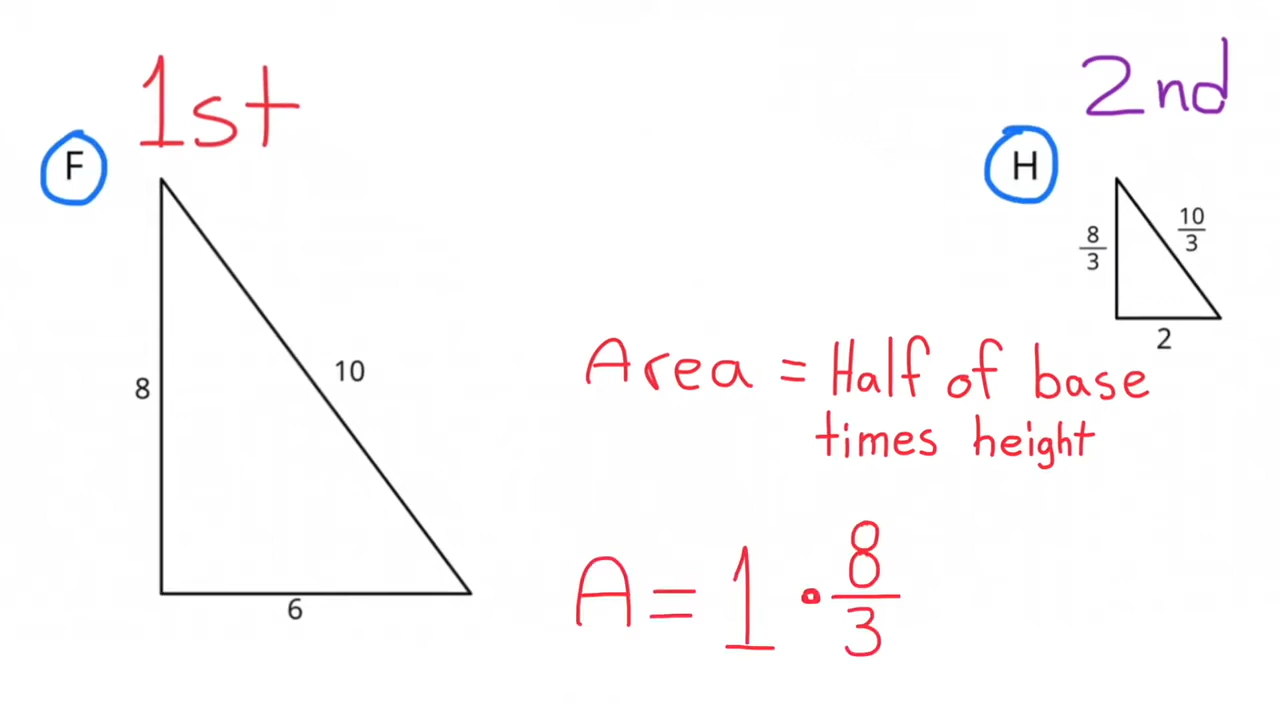 1st
2nd
F
H
8
10
6
8/3
10/3
2
Area = Half of base
times height
A = 1 · 8/3